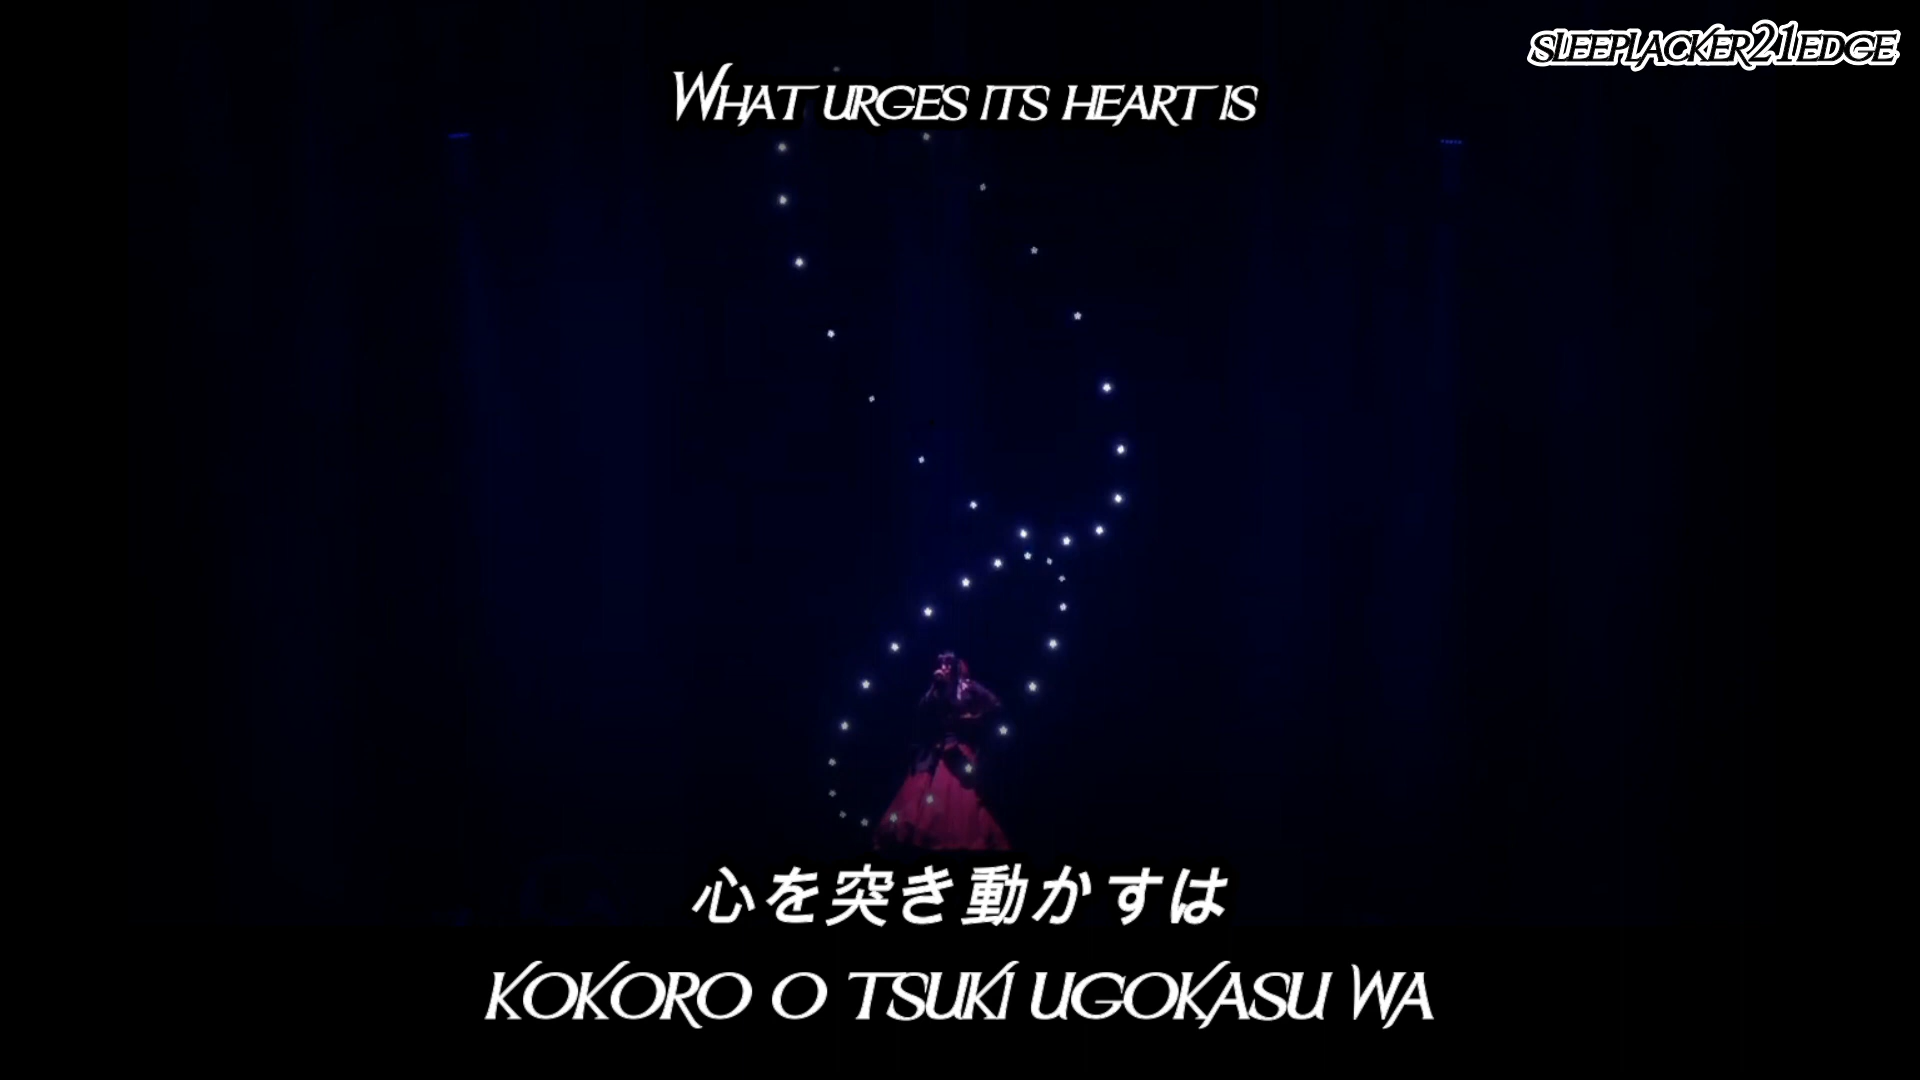 SLEEPLACKER21EDGE
WHAT URGES ITS HEART IS
心を突き動かすは
KOKORO O TSUKI UGOKASU WA